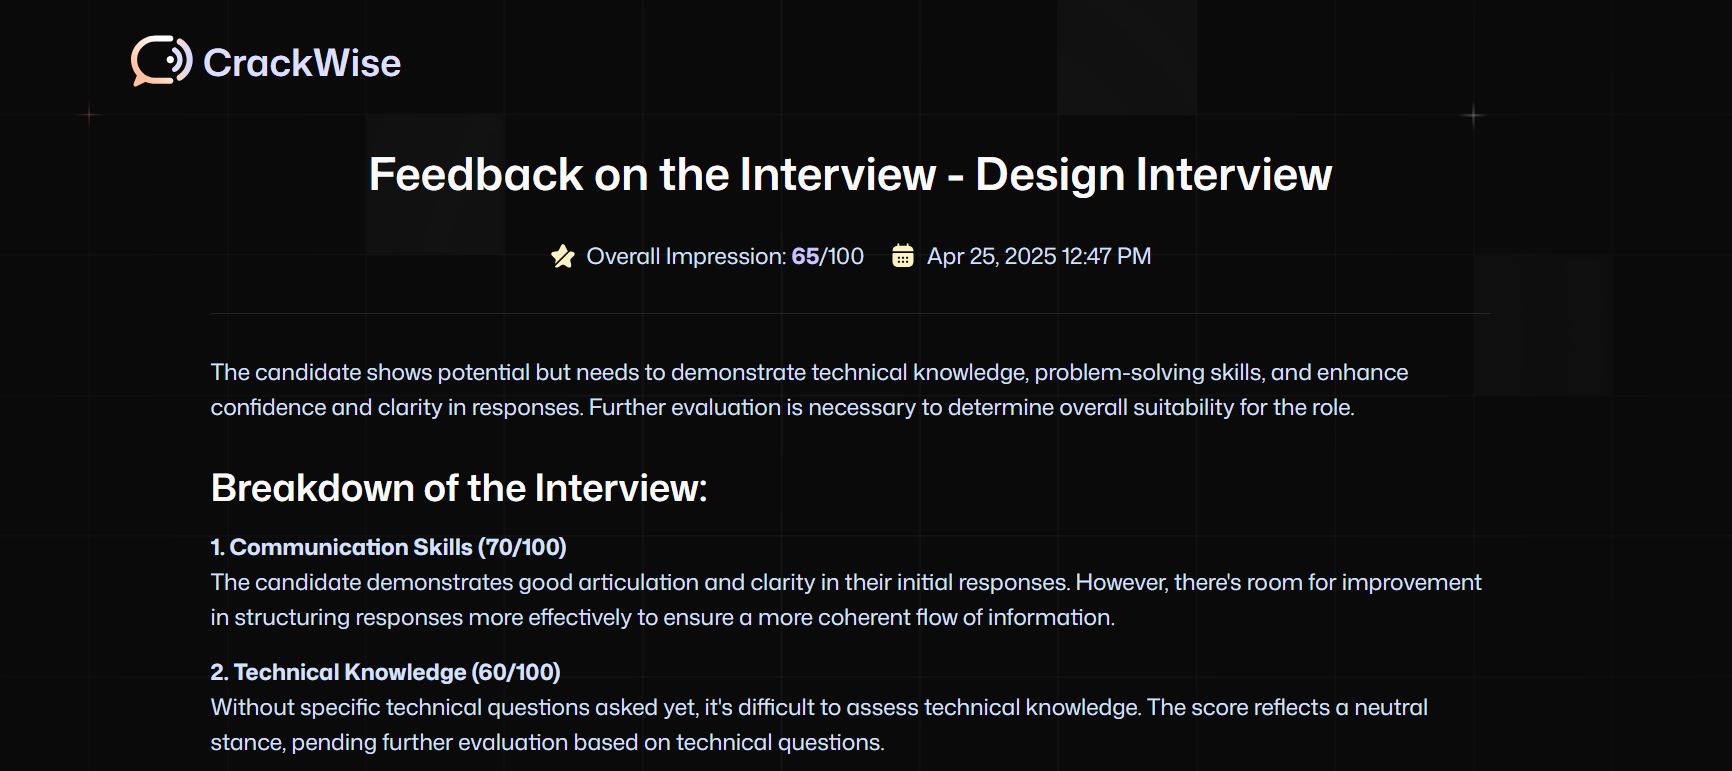 CrackWise
Feedback on the Interview - Design Interview
Overall Impression: 65/100 Apr 25, 2025 12:47 PM
The candidate shows potential but needs to demonstrate technical knowledge, problem-solving skills, and enhance
confidence and clarity in responses. Further evaluation is necessary to determine overall suitability for the role.
Breakdown of the Interview:
1. Communication Skills (70/100)
The candidate demonstrates good articulation and clarity in their initial responses. However, there's room for improvement
in structuring responses more effectively to ensure a more coherent flow of information.
2. Technical Knowledge (60/100)
Without specific technical questions asked yet, it's difficult to assess technical knowledge. The score reflects a neutral
stance, pending further evaluation based on technical questions.